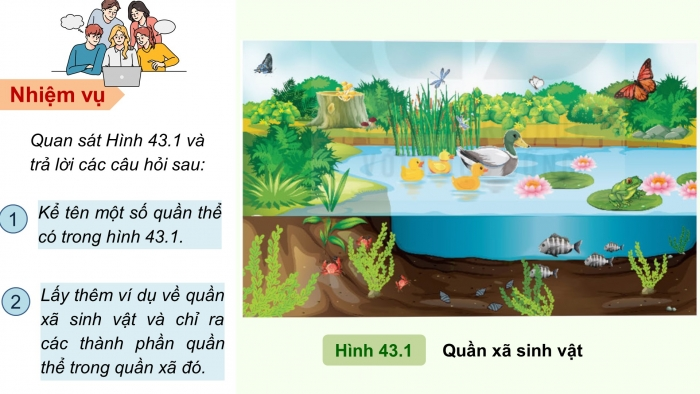 Nhiệm vụ
Quan sát Hình 43.1 và
trả lời các câu hỏi sau:
1
Kể tên một số quần thể
có trong hình 43.1.
2
Lấy thêm ví dụ về quần
xã sinh vật và chỉ ra
các thành phần quần
thể trong quần xã đó.
Hình 43.1 Quần xã sinh vật